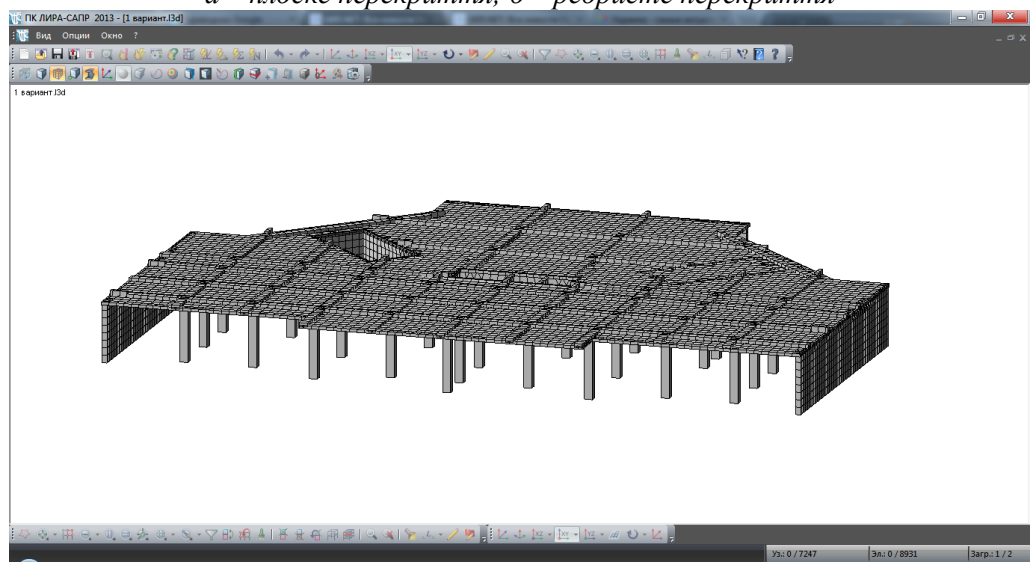 а – плоске перекриття; б – ребристе перекриття
ПК ЛИРА-САПР 2013 - [1 вариант.l3d]
Вид Опции Окно ?
1 вариант.l3d
Уз.: 0 / 7247 Эл.: 0 / 8931 Загр.: 1 / 2